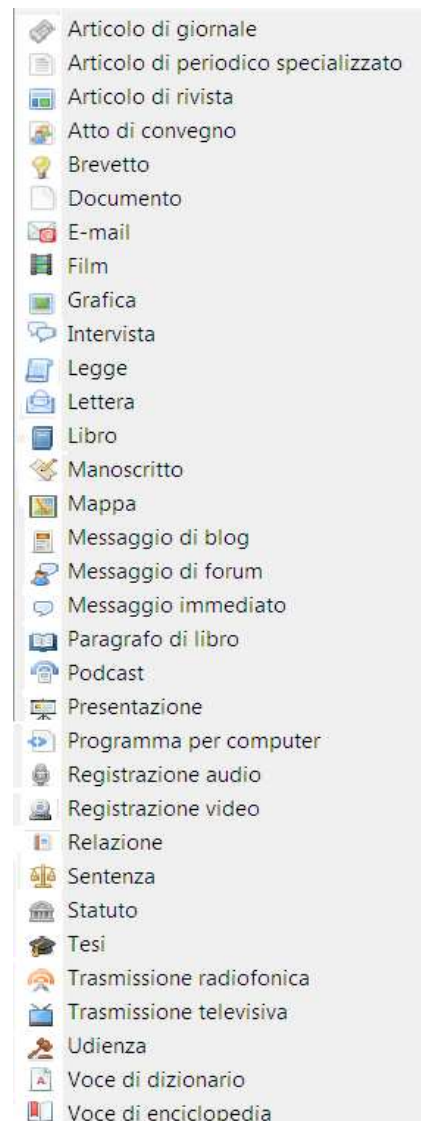 Articolo di giornale
Articolo di periodico specializzato
Articolo di rivista
Atto di convegno
Brevetto
Documento
E-mail
Film
Grafica
Intervista
Legge
Lettera
Libro
Manoscritto
Mappa
Messaggio di blog
Messaggio di forum
Messaggio immediato
Paragrafo di libro
Podcast
Presentazione
Programma per computer
Registrazione audio
Registrazione video
Relazione
Sentenza
Statuto
Tesi
Trasmissione radiofonica
Trasmissione televisiva
Udienza
Voce di dizionario
Voce di enciclopedia